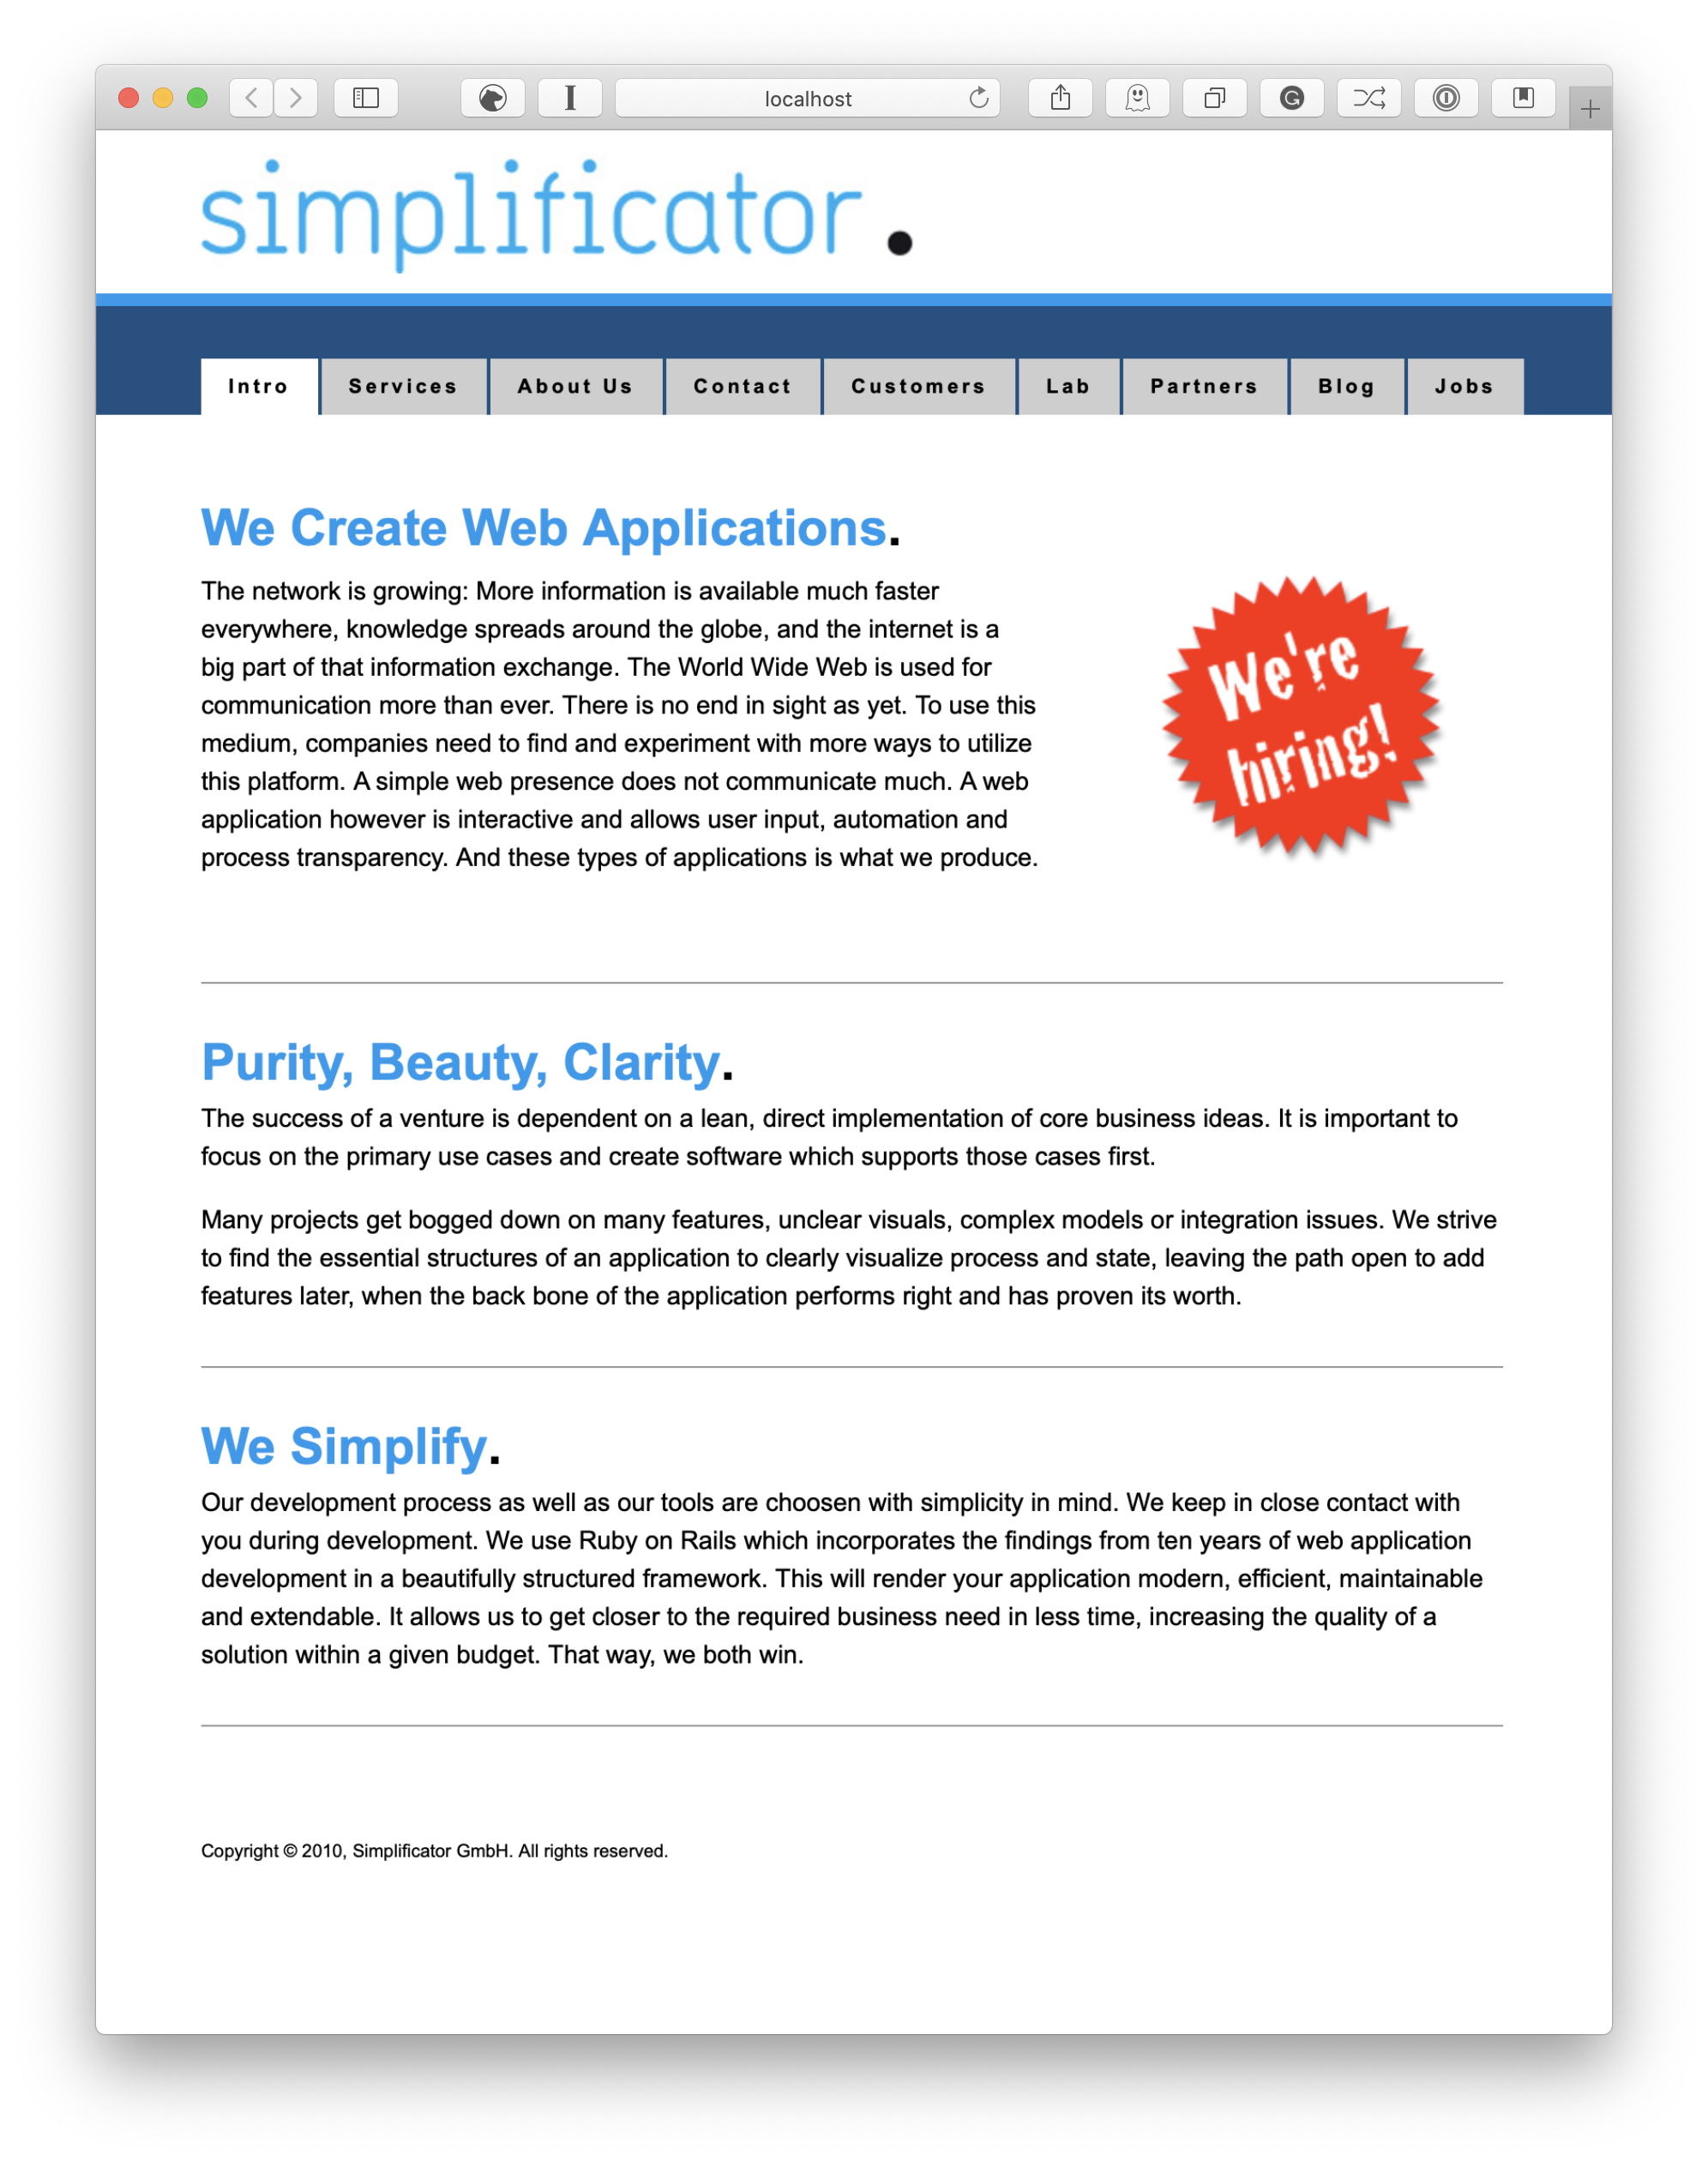 localhost
simplificator.
Intro
Services
About Us
Contact
Customers
Lab
Partners
Blog
Jobs
We Create Web Applications.
The network is growing: More information is available much faster
everywhere, knowledge spreads around the globe, and the internet is a
big part of that information exchange. The World Wide Web is used for
communication more than ever. There is no end in sight as yet. To use this
medium, companies need to find and experiment with more ways to utilize
this platform. A simple web presence does not communicate much. A web
application however is interactive and allows user input, automation and
process transparency. And these types of applications is what we produce.
We're
hiring!
Purity, Beauty, Clarity.
The success of a venture is dependent on a lean, direct implementation of core business ideas. It is important to
focus on the primary use cases and create software which supports those cases first.
Many projects get bogged down on many features, unclear visuals, complex models or integration issues. We strive
to find the essential structures of an application to clearly visualize process and state, leaving the path open to add
features later, when the back bone of the application performs right and has proven its worth.
We Simplify.
Our development process as well as our tools are choosen with simplicity in mind. We keep in close contact with
you during development. We use Ruby on Rails which incorporates the findings from ten years of web application
development in a beautifully structured framework. This will render your application modern, efficient, maintainable
and extendable. It allows us to get closer to the required business need in less time, increasing the quality of a
solution within a given budget. That way, we both win.
Copyright © 2010, Simplificator GmbH. All rights reserved.